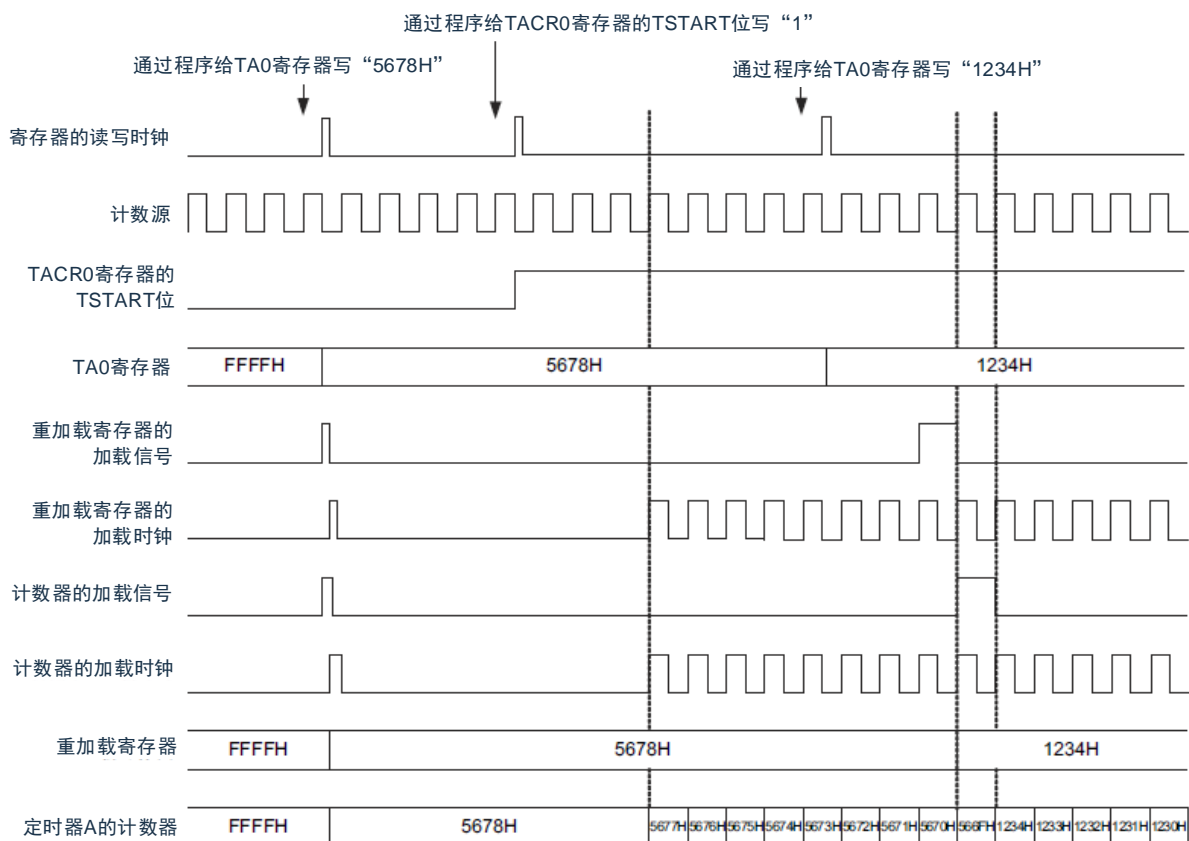 通过程序给TACR0寄存器的TSTART位写“1”
通过程序给TA0寄存器写“5678H”
通过程序给TA0寄存器写“1234H”
寄存器的读写时钟
计数源
TACR0寄存器的
TSTART位
TA0寄存器
FFFFH
5678H
1234H
重加载寄存器的
加载信号
重加载寄存器的
加载时钟
计数器的加载信号
计数器的加载时钟
重加载寄存器
FFFFH
5678H
1234H
定时器A的计数器
FFFFH
5678H
5677H
5676H
5675H
5674H
5673H
5672H
5671H
5670H
566FH
1234H
1233H
1232H
1231H
1230H